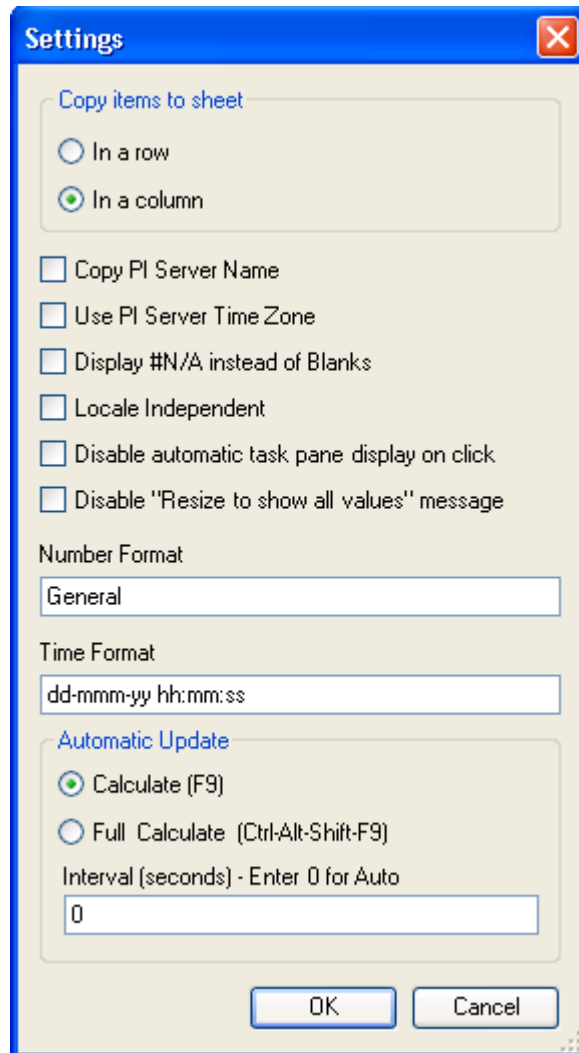 Settings
Copy items to sheet
In a row
In a column
Copy PI Server Name
Use PI Server Time Zone
Display #N/A instead of Blanks
Locale Independent
Disable automatic task pane display on click
Disable "Resize to show all values" message
Number Format
General
Time Format
dd-mmm-yy hh:mm:ss
Automatic Update
Calculate (F9)
Full Calculate (Ctrl-Alt-Shift-F9)
Interval (seconds) - Enter 0 for Auto
0
OK Cancel